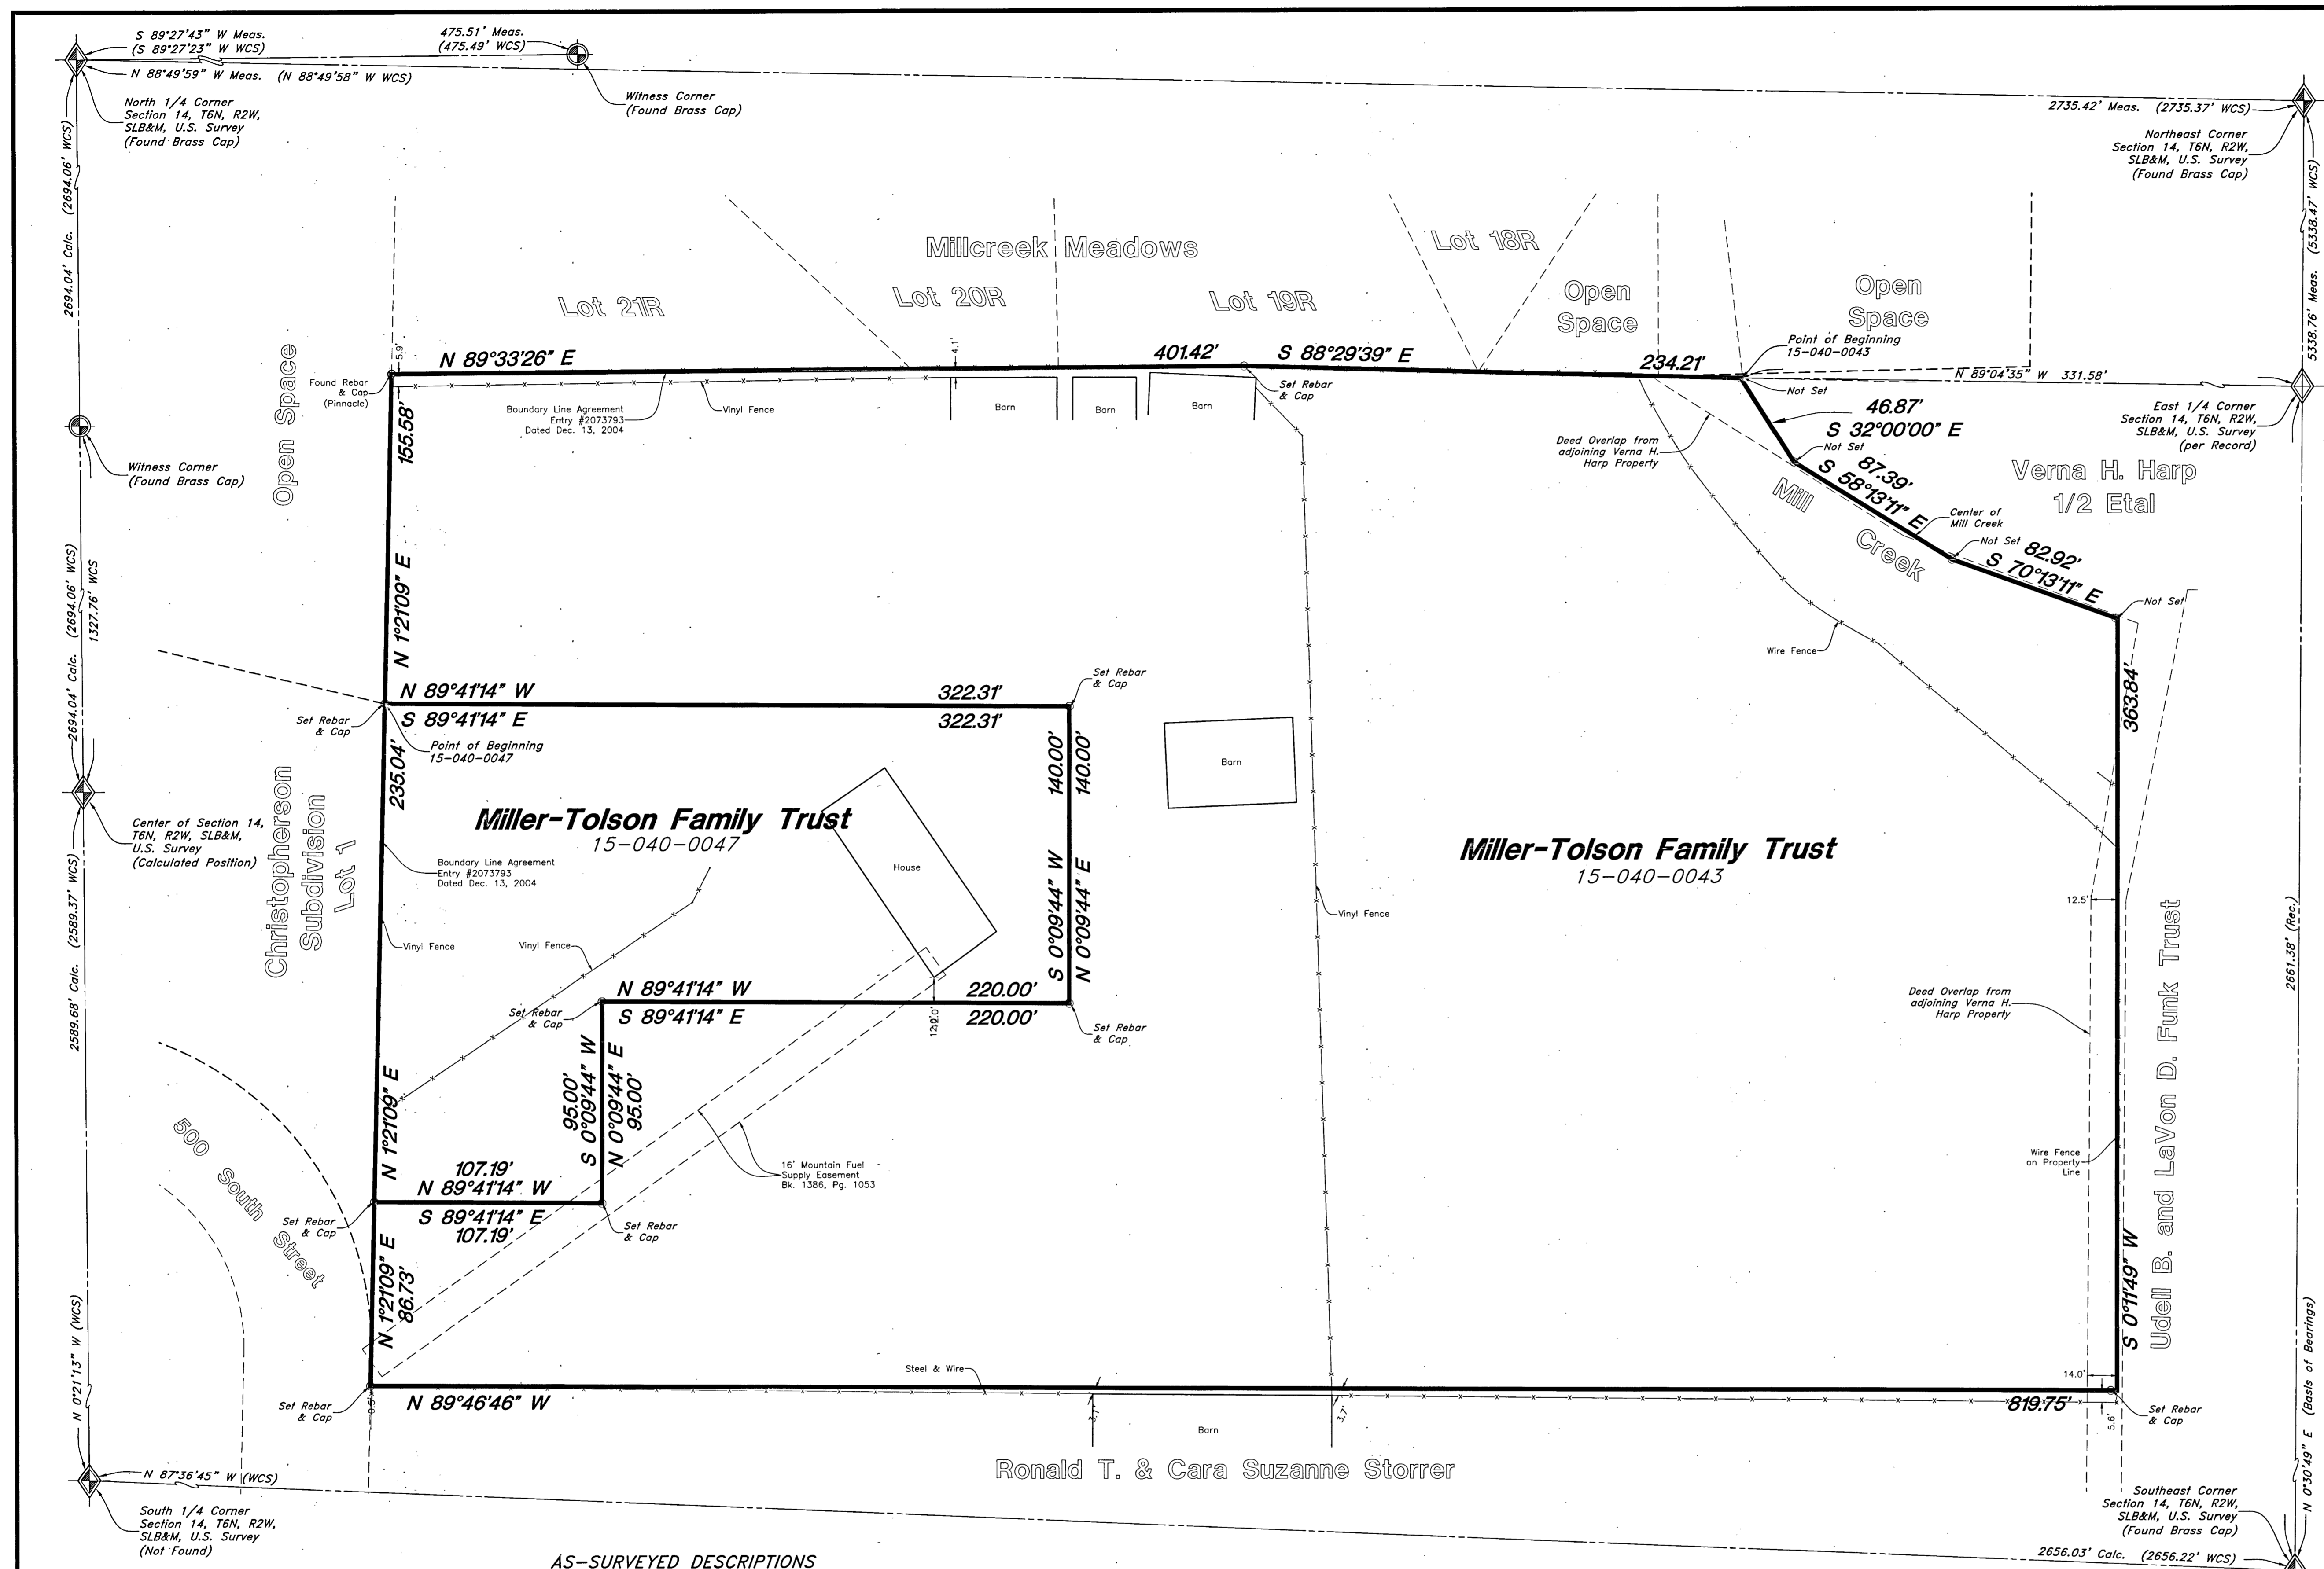 S 89°27'43" W Meas.
(S 89°27'23" W WCS)
475.51' Meas.
(475.49' WCS)
N 88°49'59" W Meas. (N 88°49'58" W WCS)
North 1/4 Corner
Section 14, T6N, R2W,
SLB&M, U.S. Survey
(Found Brass Cap)
Witness Corner
(Found Brass Cap)
2735.42' Meas. (2735.37' WCS)
Northeast Corner
Section 14, T6N, R2W,
SLB&M, U.S. Survey
(Found Brass Cap)
2694.04' Calc. (2694.06' WCS)
5338.76' Meas. (5338.47' WCS)
Millcreek Meadows
Lot 21R
Lot 20R
Lot 19R
Lot 18R
Open
Space
Open
Space
Open Space
N 89°33'26" E
401.42'
S 88°29'39" E
234.21'
5.9'
4.1'
Point of Beginning
15-040-0043
Not Set
N 89°04'35" W 331.58'
Found Rebar
& Cap
(Pinnacle)
Boundary Line Agreement
Entry #2073793
Dated Dec. 13, 2004
Vinyl Fence
Barn
Barn
Barn
Set Rebar
& Cap
46.87'
S 32°00'00" E
East 1/4 Corner
Section 14, T6N, R2W,
SLB&M, U.S. Survey
(per Record)
Deed Overlap from
adjoining Verna H.
Harp Property
Not Set
87.39'
S 58°13'11" E
Verna H. Harp
1/2 Etal
Mill
Creek
Center of
Mill Creek
Not Set
82.92'
S 70°13'11" E
Not Set
Witness Corner
(Found Brass Cap)
155.58'
N 1°21'09" E
2694.04' Calc. (2694.06' WCS)
1327.76' WCS
Wire Fence
363.84'
N 89°41'14" W
322.31'
S 89°41'14" E
322.31'
Set Rebar
& Cap
Set Rebar
& Cap
Point of Beginning
15-040-0047
235.04'
140.00'
140.00'
Barn
Center of Section 14,
T6N, R2W, SLB&M,
U.S. Survey
(Calculated Position)
Christopherson
Subdivision
Lot 1
Miller-Tolson Family Trust
15-040-0047
Boundary Line Agreement
Entry #2073793
Dated Dec. 13, 2004
House
S 0°09'44" W
N 0°09'44" E
Miller-Tolson Family Trust
15-040-0043
12.5'
Vinyl Fence
Vinyl Fence
Vinyl Fence
2589.68' Calc. (2589.37' WCS)
2661.38' (Rec.)
N 89°41'14" W
220.00'
S 89°41'14" E
220.00'
Set Rebar
& Cap
Set Rebar
& Cap
Deed Overlap from
adjoining Verna H.
Harp Property
Udell B. and LaVon D. Funk Trust
95.00'
S 0°09'44" W
N 0°09'44" E
95.00'
N 1°21'09" E
500 South Street
107.19'
N 89°41'14" W
S 89°41'14" E
107.19'
Set Rebar
& Cap
Set Rebar
& Cap
16' Mountain Fuel
Supply Easement
Bk. 1386, Pg. 1053
Wire Fence
on Property
Line
N 1°21'09" E
86.73'
S 0°11'49" W
N 0°21'13" W (WCS)
Steel & Wire
14.0'
Set Rebar
& Cap
0.5'
N 89°46'46" W
3.1'
3.7'
819.75'
5.6'
Set Rebar
& Cap
Barn
Ronald T. & Cara Suzanne Storrer
N 87°36'45" W (WCS)
South 1/4 Corner
Section 14, T6N, R2W,
SLB&M, U.S. Survey
(Not Found)
N 0°30'49" E (Basis of Bearings)
Southeast Corner
Section 14, T6N, R2W,
SLB&M, U.S. Survey
(Found Brass Cap)
2656.03' Calc. (2656.22' WCS)
AS-SURVEYED DESCRIPTIONS